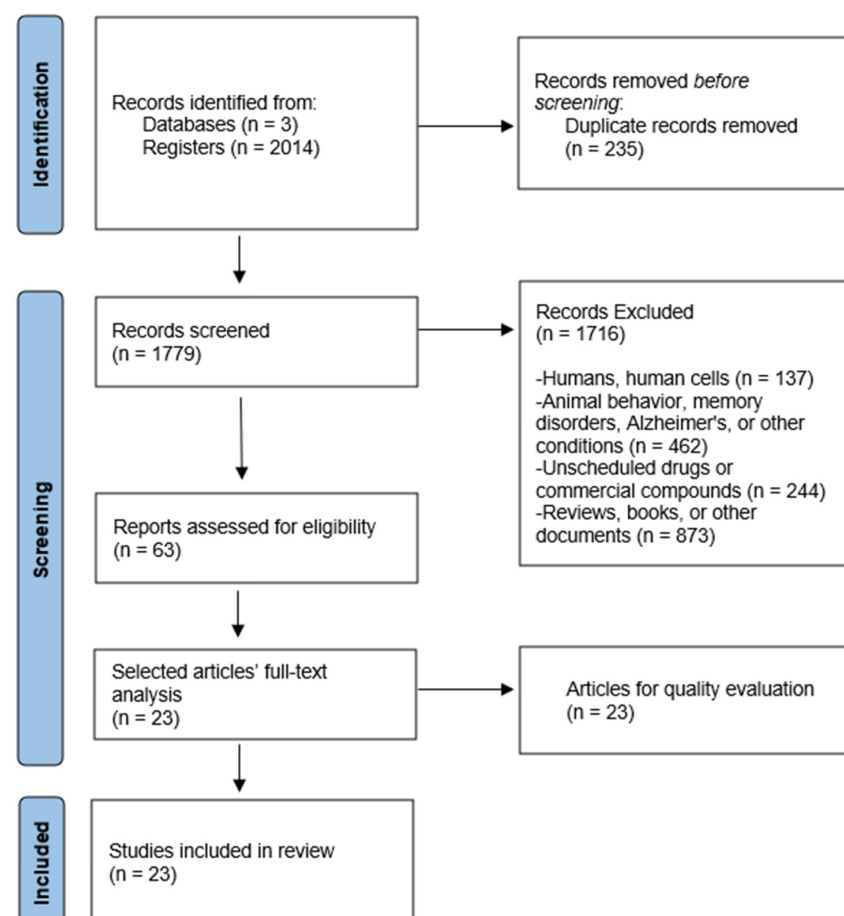 Identification
Records identified from:
Databases (n = 3)
Registers (n = 2014)
Records removed before
screening:
Duplicate records removed
(n = 235)
Screening
Records screened
(n = 1779)
Records Excluded
(n = 1716)
-Humans, human cells (n = 137)
-Animal behavior, memory
disorders, Alzheimer's, or other
conditions (n = 462)
-Unscheduled drugs or
commercial compounds (n = 244)
-Reviews, books, or other
documents (n = 873)
Reports assessed for eligibility
(n = 63)
Selected articles’ full-text
analysis
(n = 23)
Articles for quality evaluation
(n = 23)
Included
Studies included in review
(n = 23)